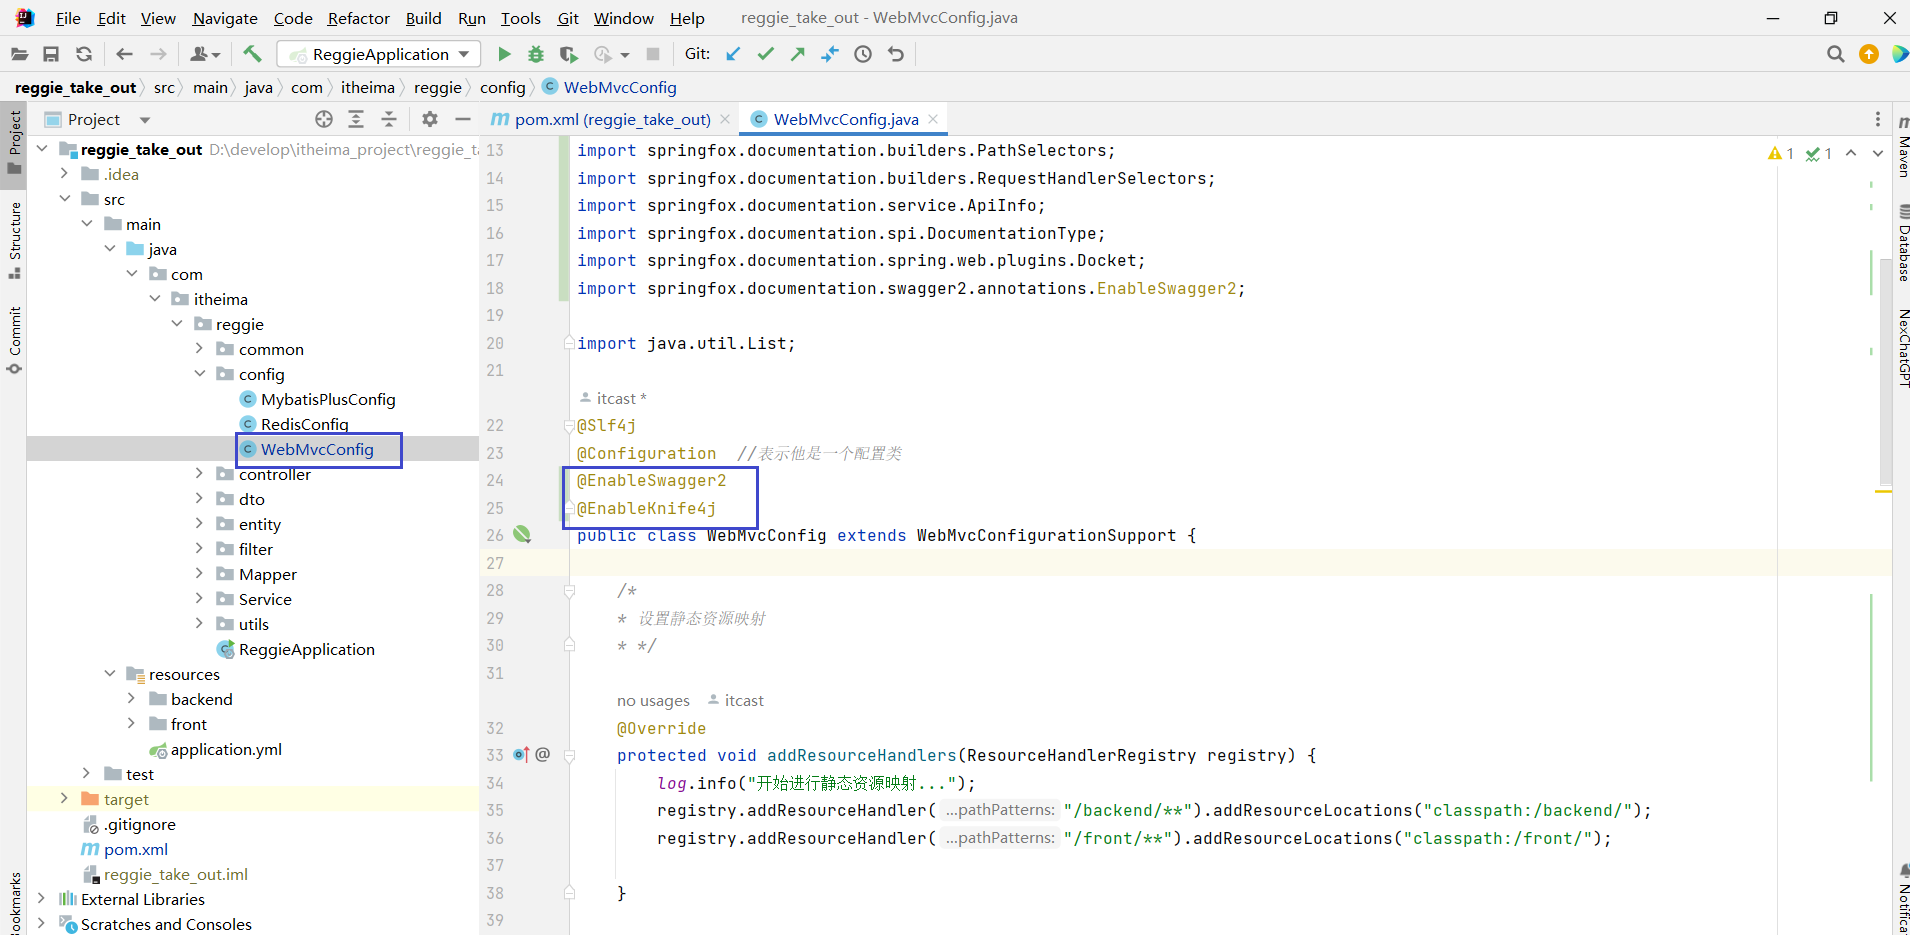 File Edit View Navigate Code Refactor Build Run Tools Git Window Help reggie_take_out - WebMvcConfig.java
ReggieApplication Git:
reggie_take_out src main java com itheima reggie config WebMvcConfig
Project
pom.xml (reggie_take_out) WebMvcConfig.java
Project
Structure
Commit
Bookmarks
reggie_take_out D:\develop\itheima_project\reggie_t
.idea
src
main
java
com
itheima
reggie
common
config
MybatisPlusConfig
RedisConfig
WebMvcConfig
controller
dto
entity
filter
Mapper
Service
utils
ReggieApplication
resources
backend
front
application.yml
test
target
.gitignore
pom.xml
reggie_take_out.iml
External Libraries
Scratches and Consoles
1 1
13 import springfox.documentation.builders.PathSelectors;
14 import springfox.documentation.builders.RequestHandlerSelectors;
15 import springfox.documentation.service.ApiInfo;
16 import springfox.documentation.spi.DocumentationType;
17 import springfox.documentation.spring.web.plugins.Docket;
18 import springfox.documentation.swagger2.annotations.EnableSwagger2;
19
20 import java.util.List;
21
itcast *
22 @Slf4j
23 @Configuration //表示他是一个配置类
24 @EnableSwagger2
25 @EnableKnife4j
26 public class WebMvcConfig extends WebMvcConfigurationSupport {
27
28 /*
29 * 设置静态资源映射
30 * */
31
no usages itcast
32 @Override
33 @ protected void addResourceHandlers(ResourceHandlerRegistry registry) {
34 log.info("开始进行静态资源映射...");
35 registry.addResourceHandler( ...pathPatterns: "/backend/**").addResourceLocations("classpath:/backend/");
36 registry.addResourceHandler( ...pathPatterns: "/front/**").addResourceLocations("classpath:/front/");
37
38 }
39
Maven
Database
NexChatGPT